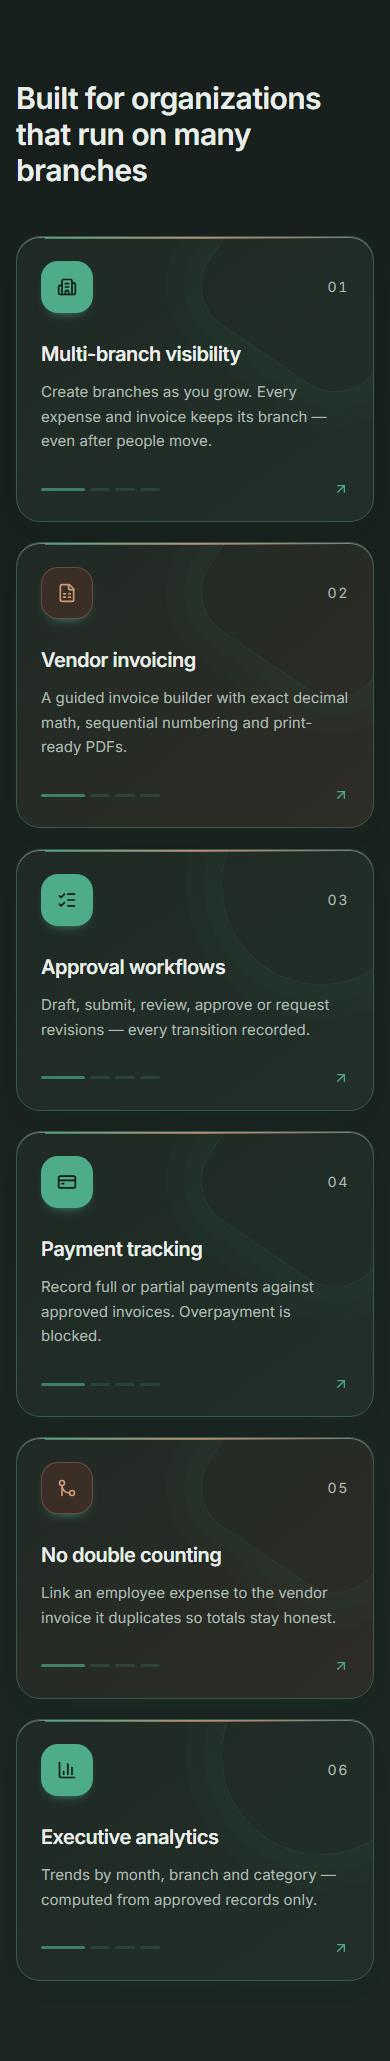 Built for organizations
that run on many
branches
01
Multi-branch visibility
Create branches as you grow. Every
expense and invoice keeps its branch —
even after people move.
02
Vendor invoicing
A guided invoice builder with exact decimal
math, sequential numbering and print-
ready PDFs.
03
Approval workflows
Draft, submit, review, approve or request
revisions — every transition recorded.
04
Payment tracking
Record full or partial payments against
approved invoices. Overpayment is
blocked.
05
No double counting
Link an employee expense to the vendor
invoice it duplicates so totals stay honest.
06
Executive analytics
Trends by month, branch and category —
computed from approved records only.